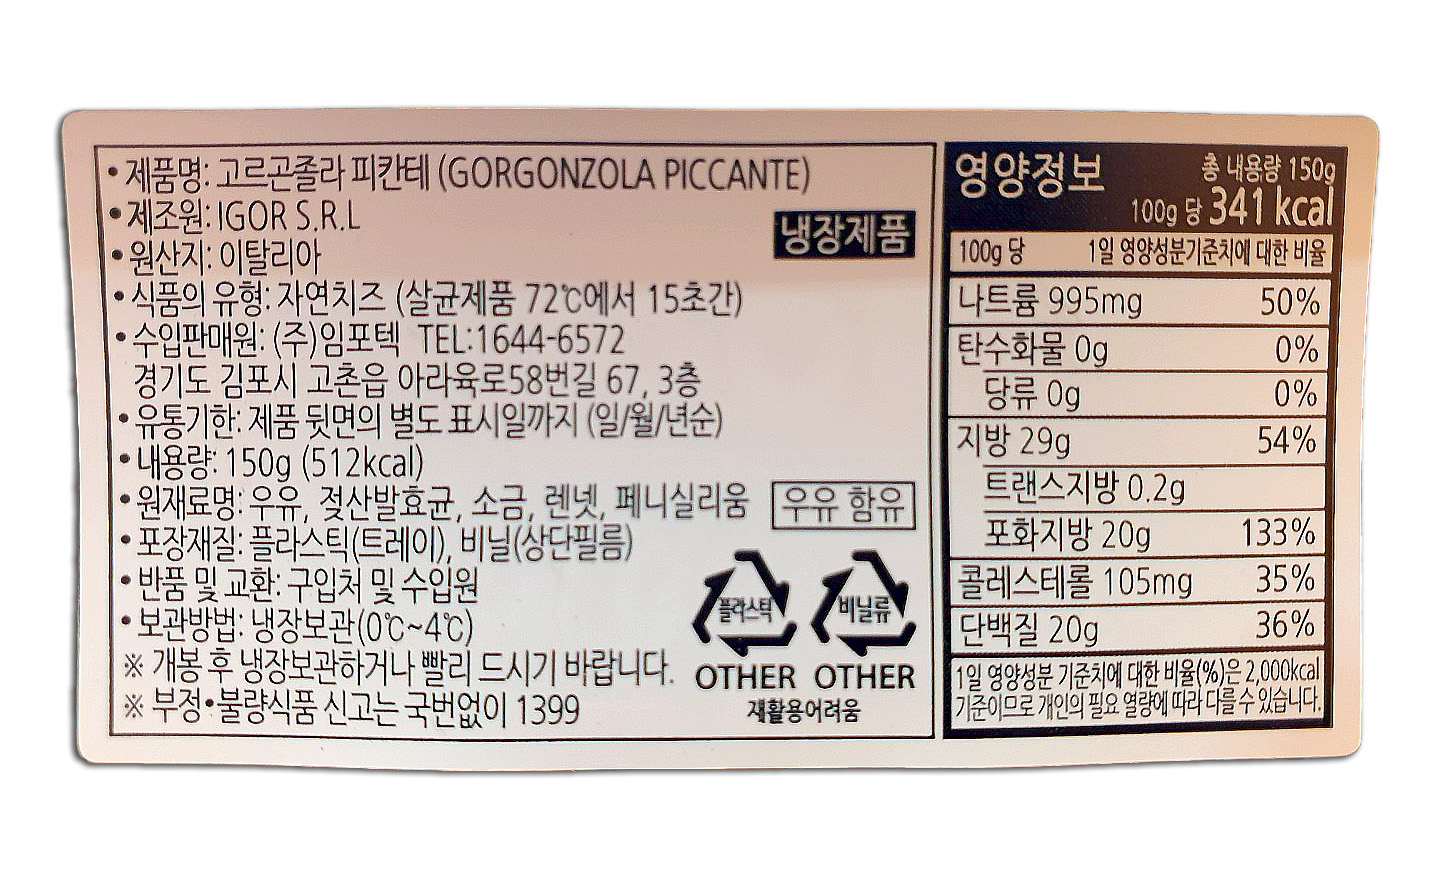 • 제품명: 고르곤졸라 피칸테 (GORGONZOLA PICCANTE)
• 제조원: IGOR S.R.L
냉장제품
• 원산지: 이탈리아
• 식품의 유형: 자연치즈 (살균제품 72℃에서 15초간)
• 수입판매원: (주)임포텍 TEL:1644-6572
경기도 김포시 고촌읍 아라육로58번길 67, 3층
• 유통기한: 제품 뒷면의 별도 표시일까지 (일/월/년순)
• 내용량: 150g (512kcal)
• 원재료명: 우유, 젖산발효균, 소금, 렌넷, 페니실리움
우유 함유
• 포장재질: 플라스틱(트레이), 비닐(상단필름)
• 반품 및 교환: 구입처 및 수입원
• 보관방법: 냉장보관(0℃~4℃)
※ 개봉 후 냉장보관하거나 빨리 드시기 바랍니다.
※ 부정•불량식품 신고는 국번없이 1399
플라스틱 비닐류
OTHER OTHER
재활용어려움
영양정보
총 내용량 150g
100g 당 341 kcal
100g 당 1일 영양성분기준치에 대한 비율
나트륨 995mg 50%
탄수화물 0g 0%
당류 0g 0%
지방 29g 54%
트랜스지방 0.2g
포화지방 20g 133%
콜레스테롤 105mg 35%
단백질 20g 36%
1일 영양성분 기준치에 대한 비율(%)은 2,000kcal
기준이므로 개인의 필요 열량에 따라 다를 수 있습니다.